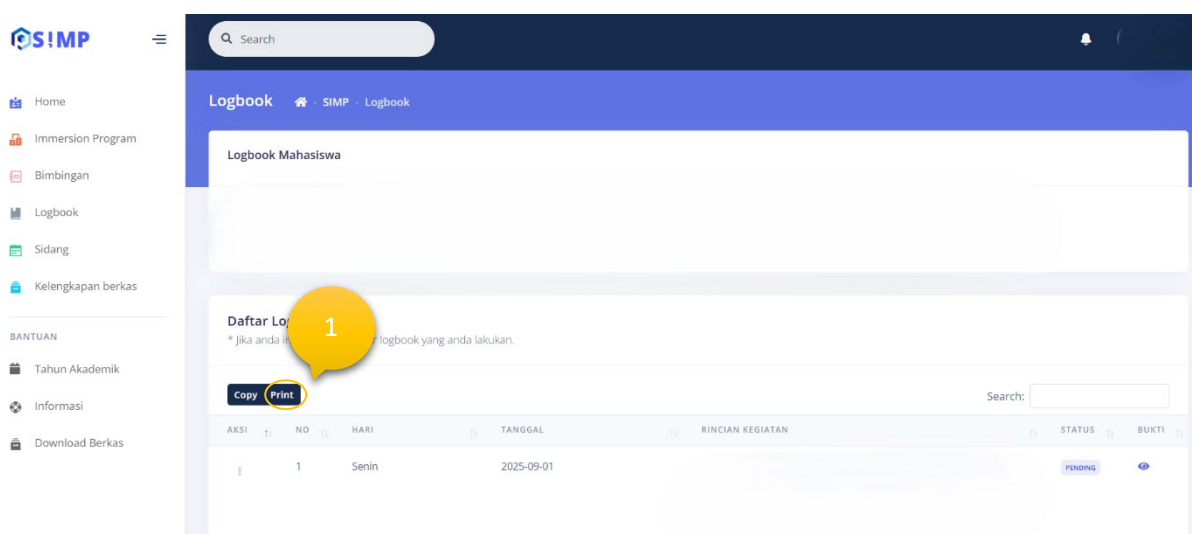 S!MP
Search
Home
Immersion Program
Bimbingan
Logbook
Sidang
Kelengkapan berkas
BANTUAN
Tahun Akademik
Informasi
Download Berkas
Logbook - SIMP - Logbook
Logbook Mahasiswa
Daftar
1
* Jika anda logbook yang anda lakukan.
Copy Print
Search:
AKSI NO HARI TANGGAL RINCIAN KEGIATAN STATUS BUKTI
1 Senin 2025-09-01 PENDING